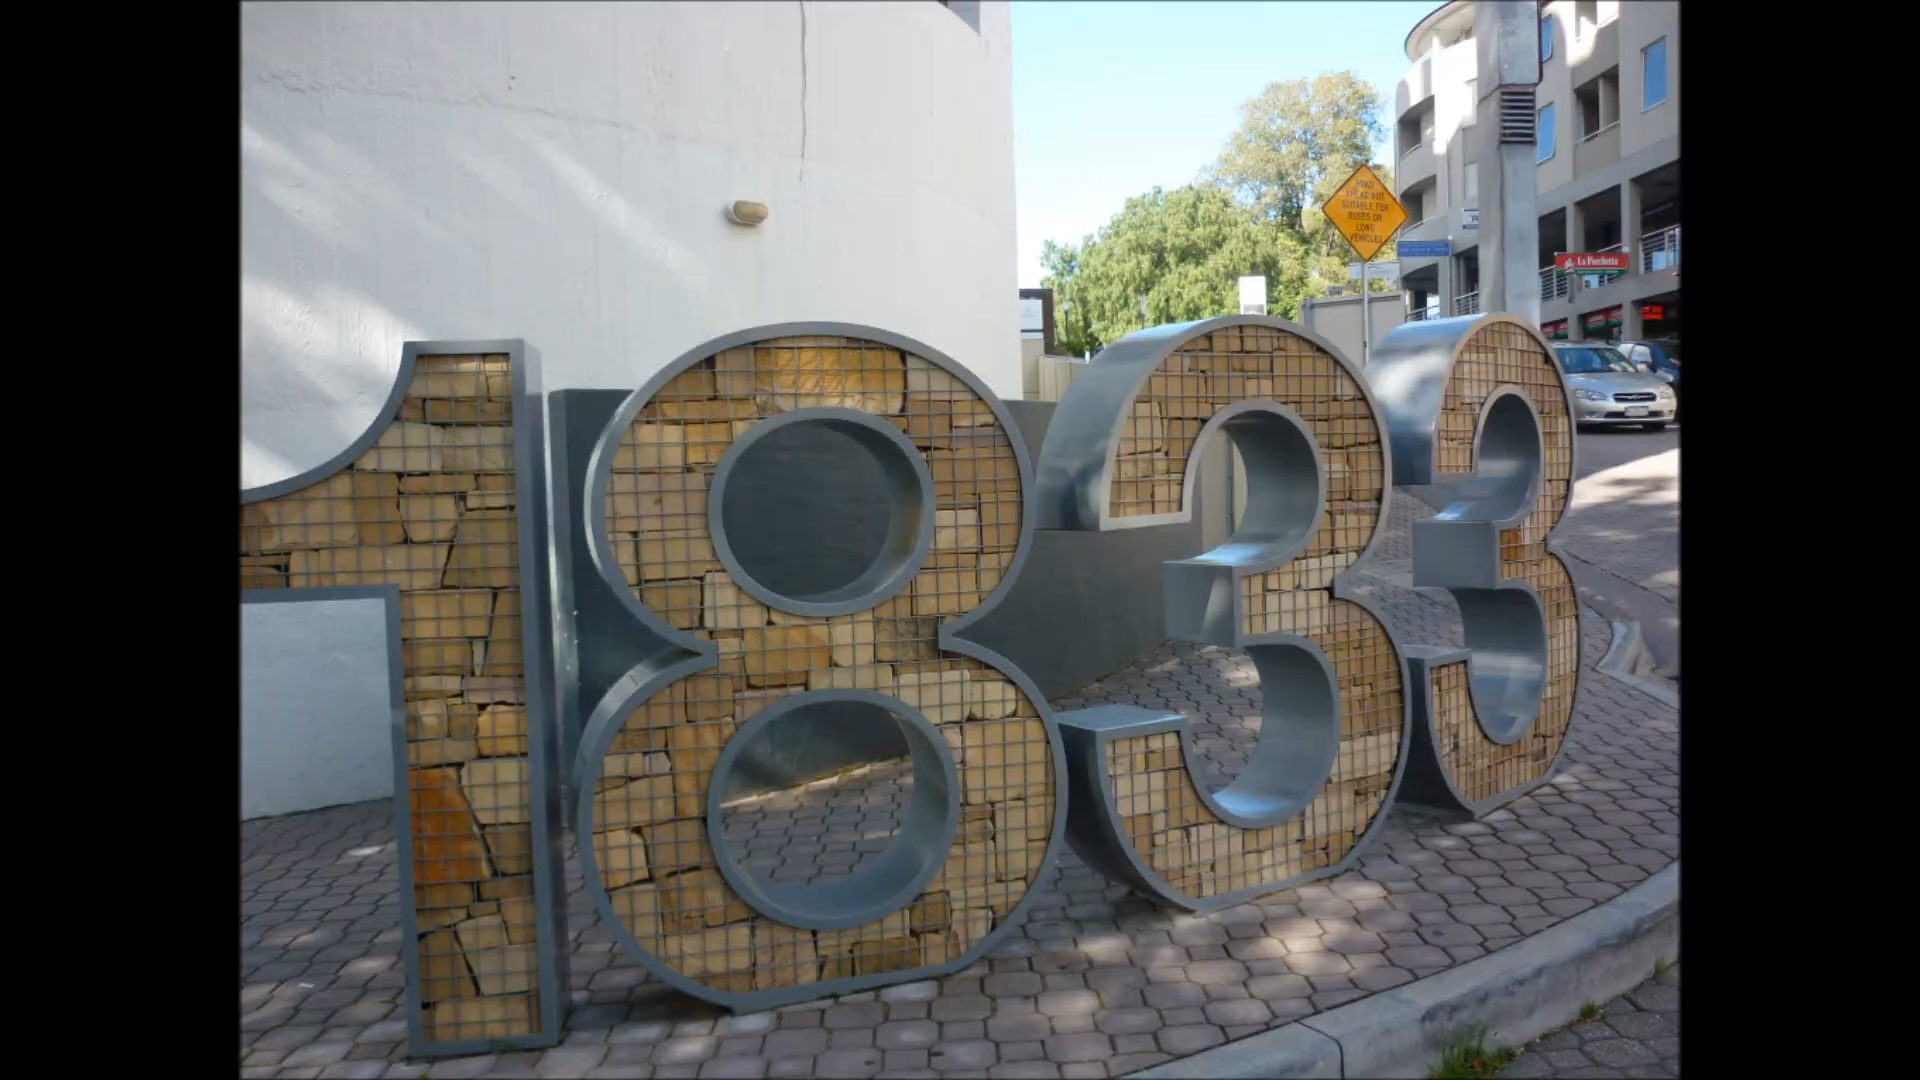 1833
ROAD
AHEAD NOT
SUITABLE FOR
BUSES OR
LONG
VEHICLES
La Porchetta